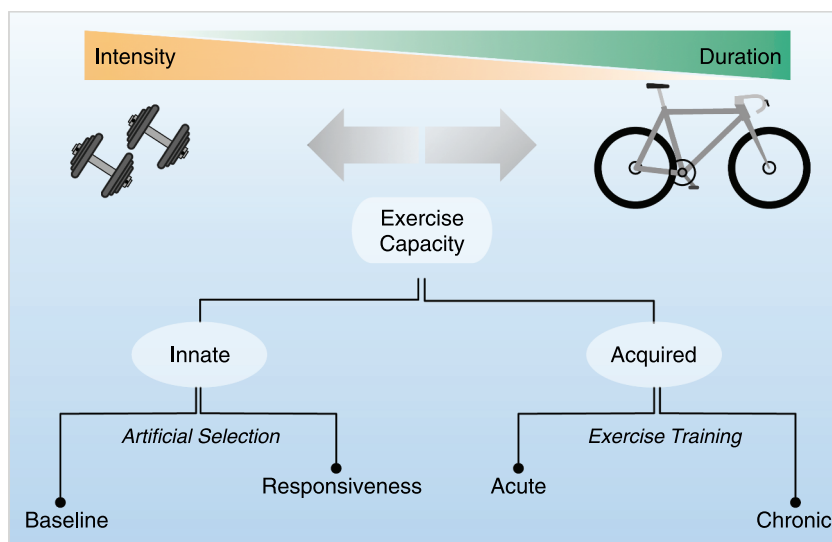 Intensity
Duration
Exercise
Capacity
Innate
Acquired
Artificial Selection
Exercise Training
Responsiveness
Acute
Baseline
Chronic